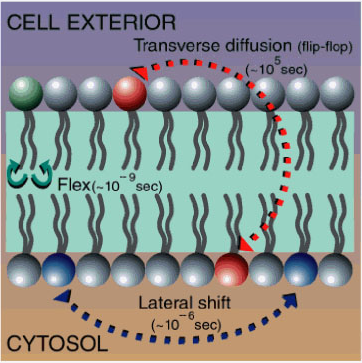 CELL EXTERIOR
Transverse diffusion (flip-flop)
(~10⁵sec)
Flex(~10⁻⁹sec)
Lateral shift
(~10⁻⁶sec)
CYTOSOL